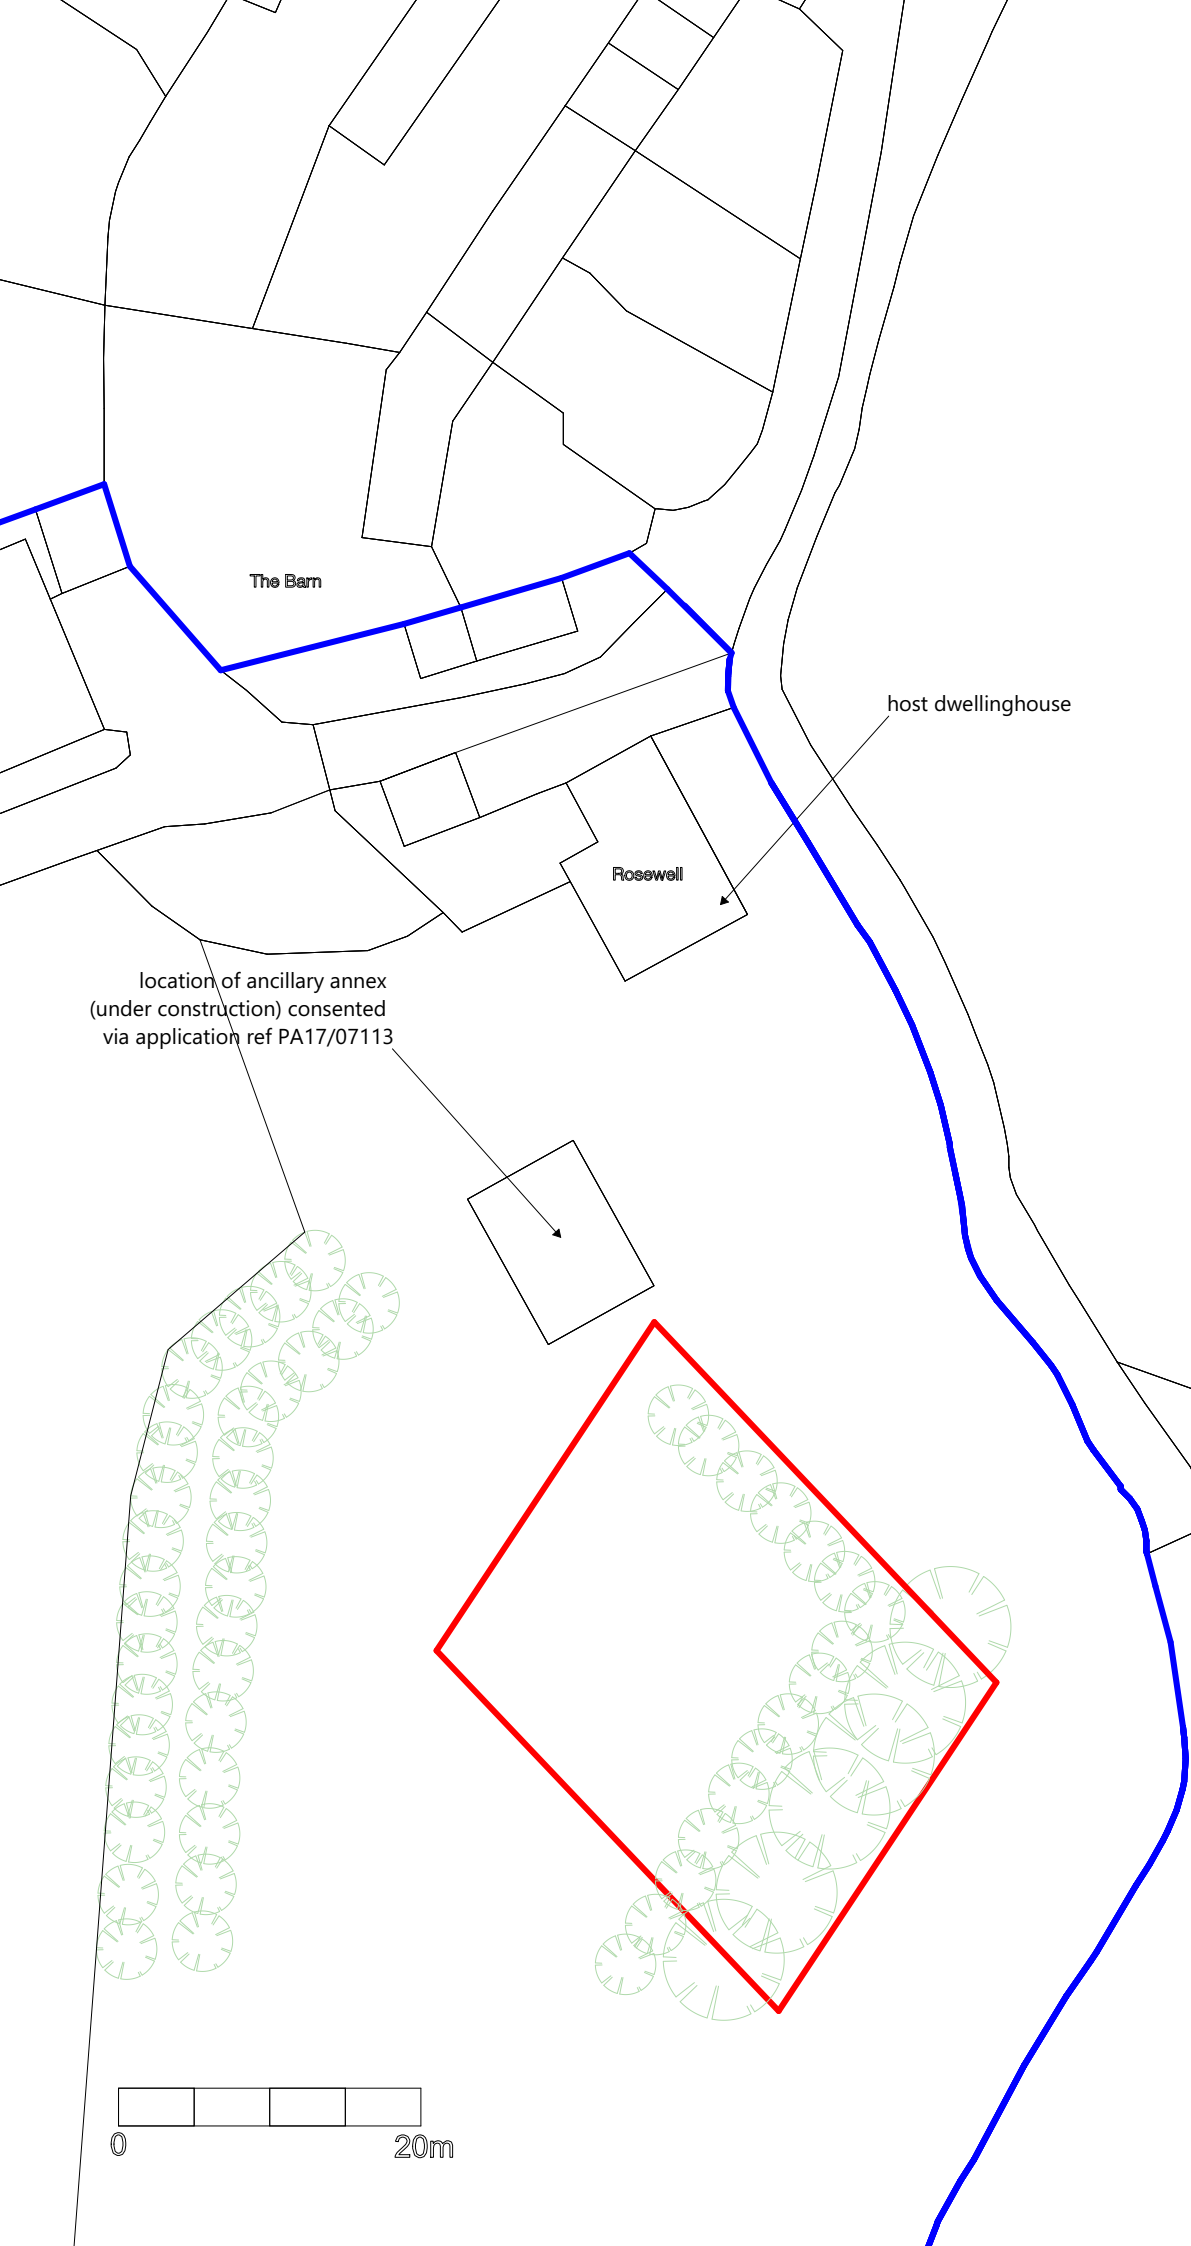 The Barn
host dwellinghouse
Rosewell
location of ancillary annex
(under construction) consented
via application ref PA17/07113
0
20m